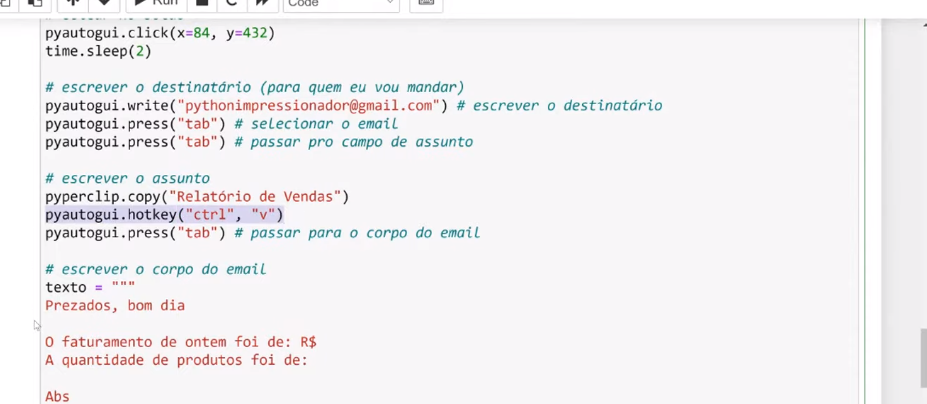 Run
Code
pyautogui.click(x=84, y=432)
time.sleep(2)
# escrever o destinatário (para quem eu vou mandar)
pyautogui.write("pythonimpressionador@gmail.com") # escrever o destinatário
pyautogui.press("tab") # selecionar o email
pyautogui.press("tab") # passar pro campo de assunto
# escrever o assunto
pyperclip.copy("Relatório de Vendas")
pyautogui.hotkey("ctrl", "v")
pyautogui.press("tab") # passar para o corpo do email
# escrever o corpo do email
texto = """
Prezados, bom dia
O faturamento de ontem foi de: R$
A quantidade de produtos foi de:
Abs